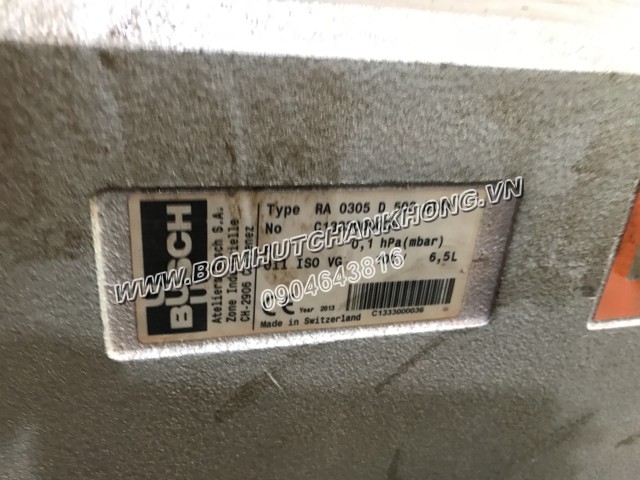 BUSCH
Ateliers Busch S.A.
Zone Industrielle
CH-2906 Chevenez
Type RA 0305 D
No
0,1 hPa(mbar)
Oil ISO VG 6,5L
CE Year 2013
Made in Switzerland
C1333000036
WWW.BOMHUTCHANKHONG.VN
0904643816